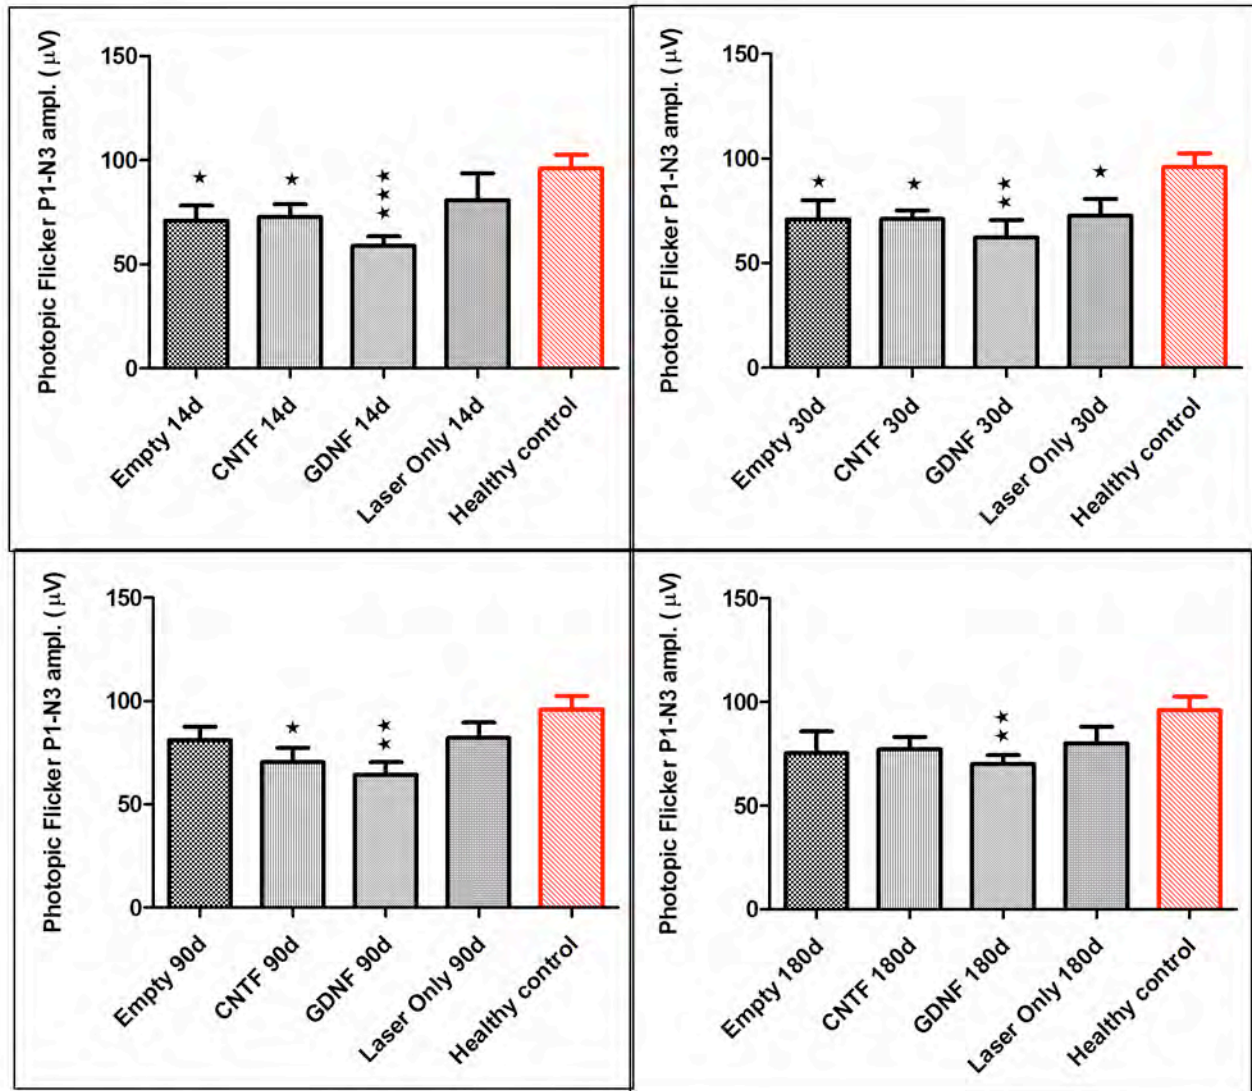 Photopic Flicker P1-N3 ampl. ( μV)
150
100
50
0
★
★
★★★
Empty 14d
CNTF 14d
GDNF 14d
Laser Only 14d
Healthy control
Photopic Flicker P1-N3 ampl. ( μV)
150
100
50
0
★
★
★★
★
Empty 30d
CNTF 30d
GDNF 30d
Laser Only 30d
Healthy control
Photopic Flicker P1-N3 ampl. ( μV)
150
100
50
0
★
★★
Empty 90d
CNTF 90d
GDNF 90d
Laser Only 90d
Healthy control
Photopic Flicker P1-N3 ampl. ( μV)
150
100
50
0
★★
Empty 180d
CNTF 180d
GDNF 180d
Laser Only 180d
Healthy control